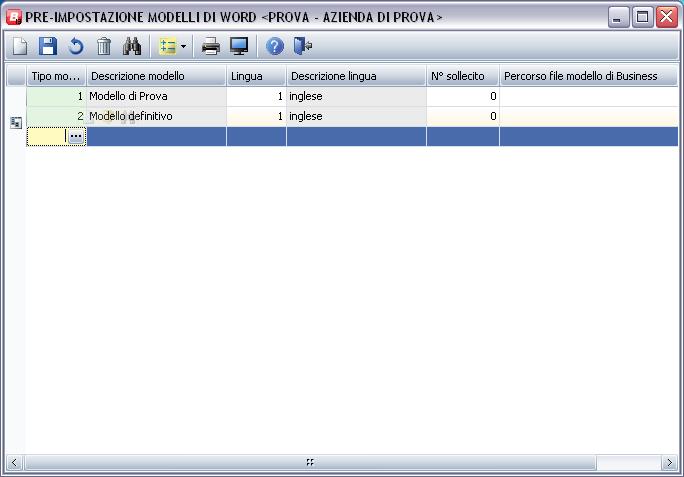 PRE-IMPOSTAZIONE MODELLI DI WORD <PROVA - AZIENDA DI PROVA>
Tipo mo... Descrizione modello Lingua Descrizione lingua N° sollecito Percorso file modello di Business
1 Modello di Prova 1 inglese 0
2 Modello definitivo 1 inglese 0
...